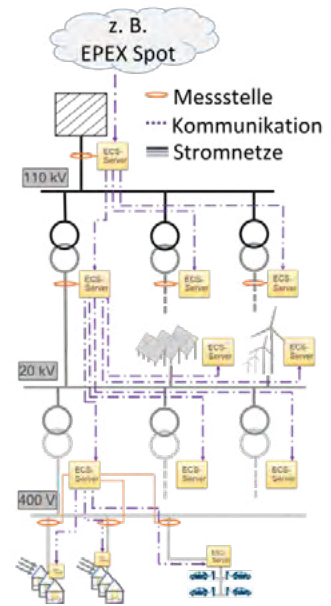 z. B.
EPEX Spot
Messstelle
Kommunikation
Stromnetze
ECS-
Server
110 kV
ECS-
Server
ECS-
Server
ECS-
Server
ECS-
Server
ECS-
Server
20 kV
ECS-
Server
ECS-
Server
ECS-
Server
400 V
ECS-
Server